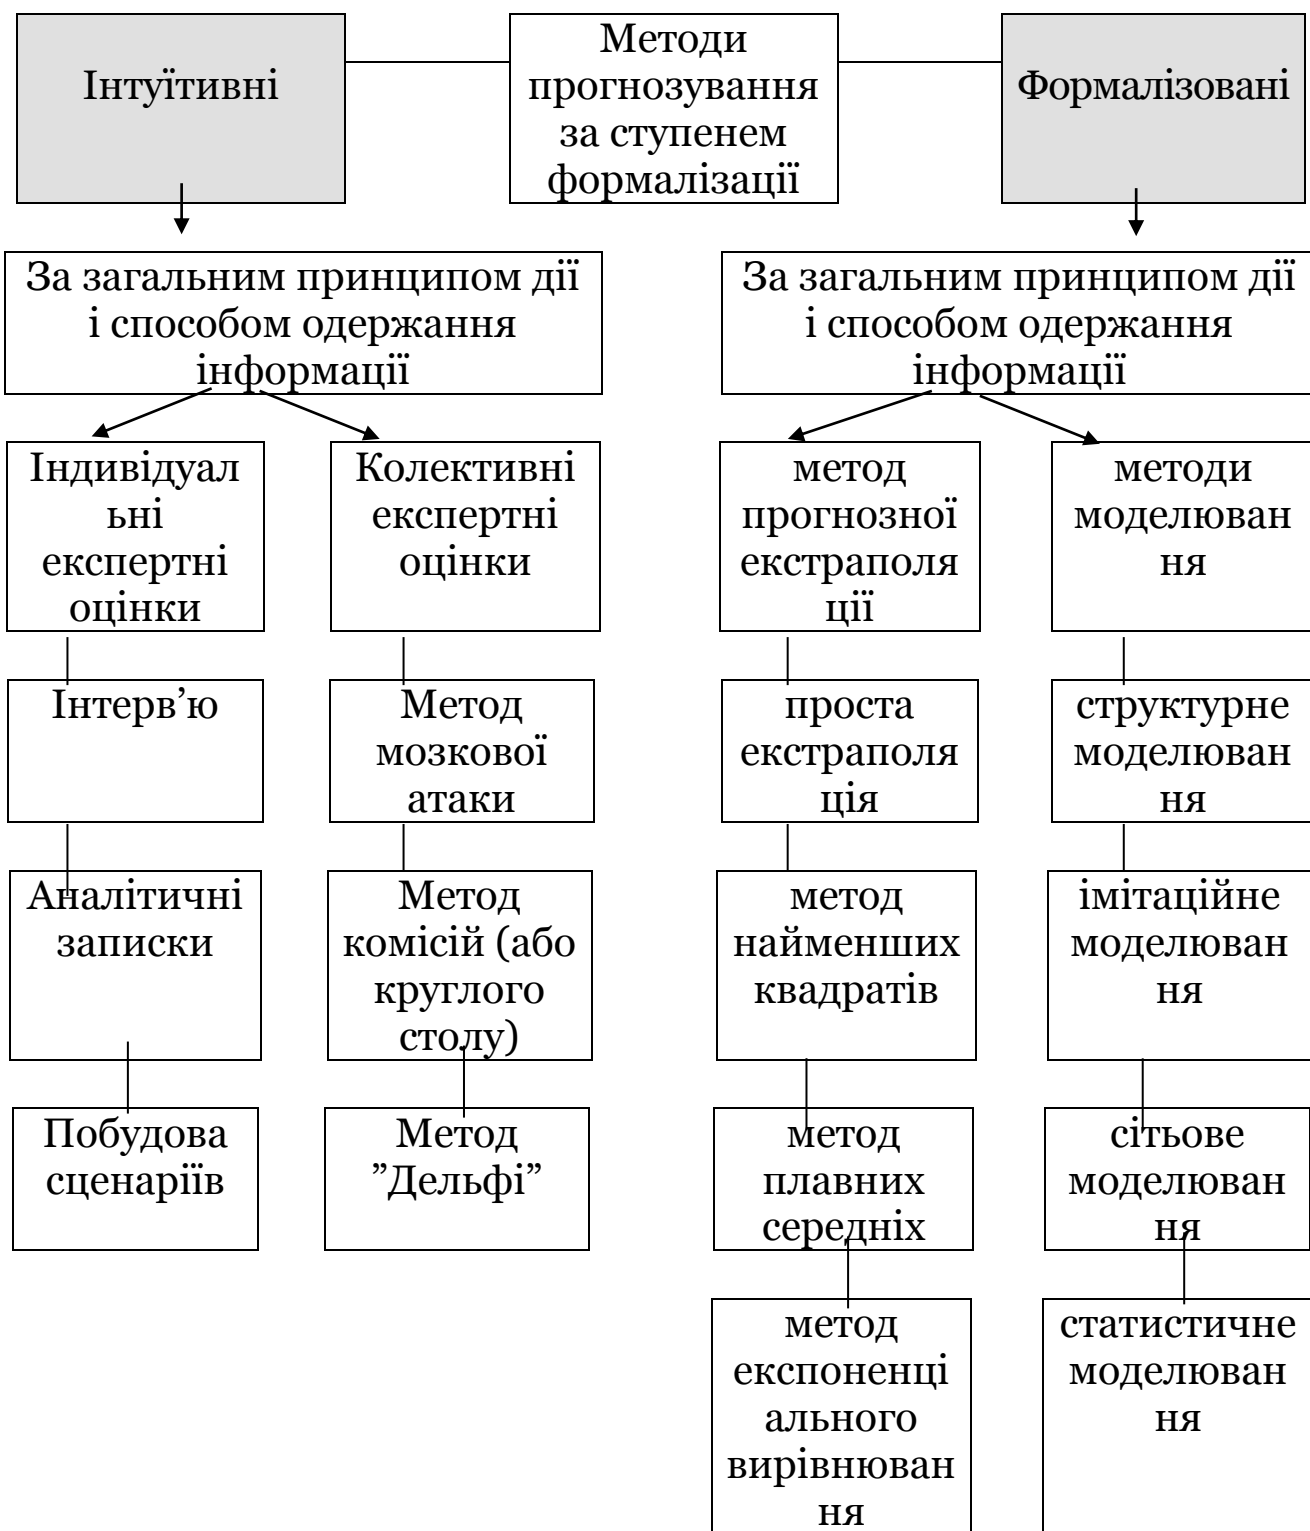 Інтуїтивні
Методи
прогнозування
за ступенем
формалізації
Формалізовані
За загальним принципом дії
і способом одержання
інформації
За загальним принципом дії
і способом одержання
інформації
Індивідуал
ьні
експертні
оцінки
Колективні
експертні
оцінки
метод
прогнозної
екстраполя
ції
методи
моделюван
ня
Інтерв’ю
Метод
мозкової
атаки
проста
екстраполя
ція
структурне
моделюван
ня
Аналітичні
записки
Метод
комісій (або
круглого
столу)
метод
найменших
квадратів
імітаційне
моделюван
ня
Побудова
сценаріїв
Метод
”Дельфі”
метод
плавних
середніх
сітьове
моделюван
ня
метод
експоненці
ального
вирівнюван
ня
статистичне
моделюван
ня